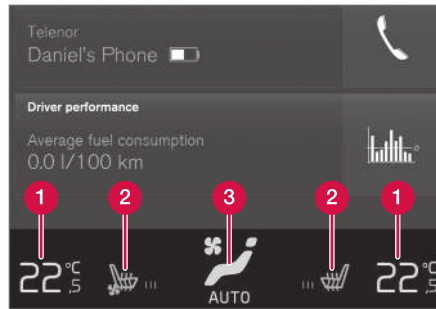 Telenor
Daniel's Phone
Driver performance
Average fuel consumption
0.0 l/100 km
1 2 3 2 1
22°C,5 22°C,5
AUTO